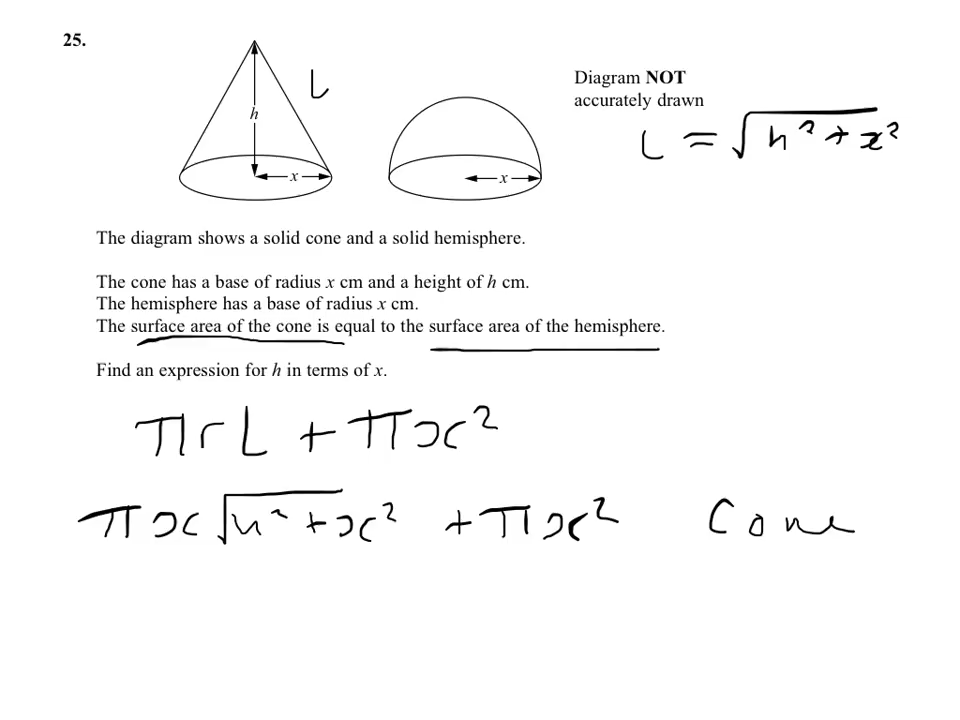 25.
L
h
x
x
Diagram NOT
accurately drawn
L = √h² + x²
The diagram shows a solid cone and a solid hemisphere.
The cone has a base of radius x cm and a height of h cm.
The hemisphere has a base of radius x cm.
The surface area of the cone is equal to the surface area of the hemisphere.
Find an expression for h in terms of x.
πrL + πx²
πx√h² + x² + πx² Cone